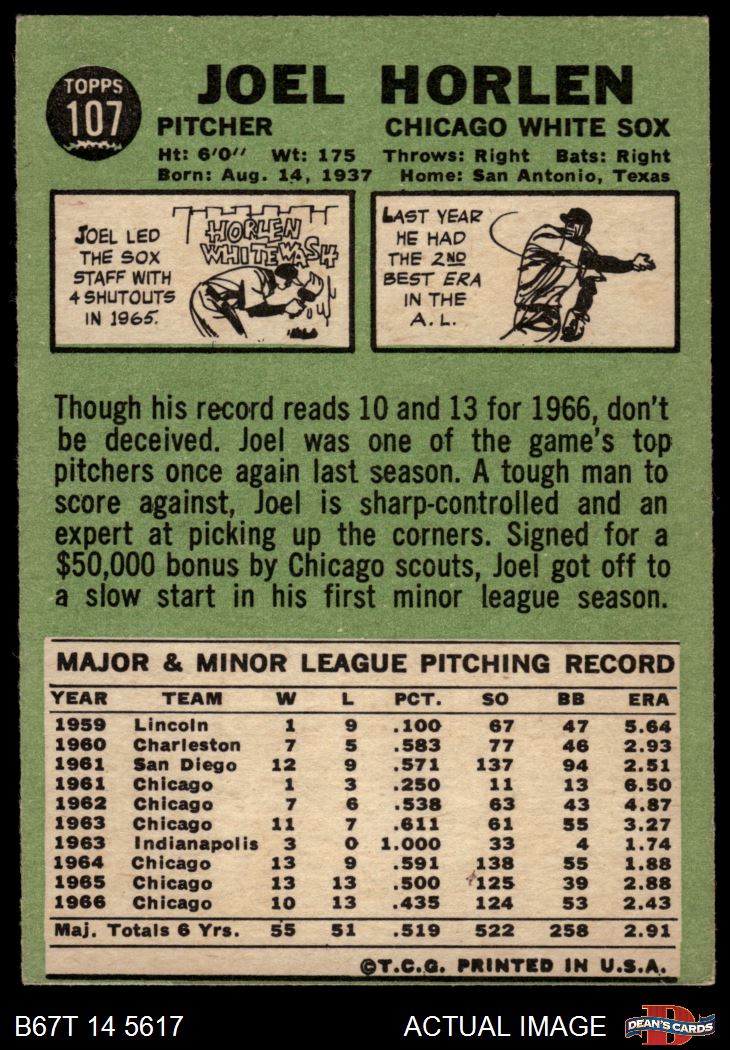 TOPPS
107
JOEL HORLEN
PITCHER CHICAGO WHITE SOX
Ht: 6'0" Wt: 175 Throws: Right Bats: Right
Born: Aug. 14, 1937 Home: San Antonio, Texas
JOEL LED
THE SOX
STAFF WITH
4 SHUTOUTS
IN 1965.
HORLEN
WHITEWASH
LAST YEAR
HE HAD
THE 2ND
BEST ERA
IN THE
A.L.
Though his record reads 10 and 13 for 1966, don't
be deceived. Joel was one of the game's top
pitchers once again last season. A tough man to
score against, Joel is sharp-controlled and an
expert at picking up the corners. Signed for a
$50,000 bonus by Chicago scouts, Joel got off to
a slow start in his first minor league season.
MAJOR & MINOR LEAGUE PITCHING RECORD
YEAR TEAM W L PCT. SO BB ERA
1959 Lincoln 1 9 .100 67 47 5.64
1960 Charleston 7 5 .583 77 46 2.93
1961 San Diego 12 9 .571 137 94 2.51
1961 Chicago 1 3 .250 11 13 6.50
1962 Chicago 7 6 .538 63 43 4.87
1963 Chicago 11 7 .611 61 55 3.27
1963 Indianapolis 3 0 1.000 33 4 1.74
1964 Chicago 13 9 .591 138 55 1.88
1965 Chicago 13 13 .500 125 39 2.88
1966 Chicago 10 13 .435 124 53 2.43
Maj. Totals 6 Yrs. 55 51 .519 522 258 2.91
©T.C.G. PRINTED IN U.S.A.
B67T 14 5617 ACTUAL IMAGE D DEAN'S CARDS